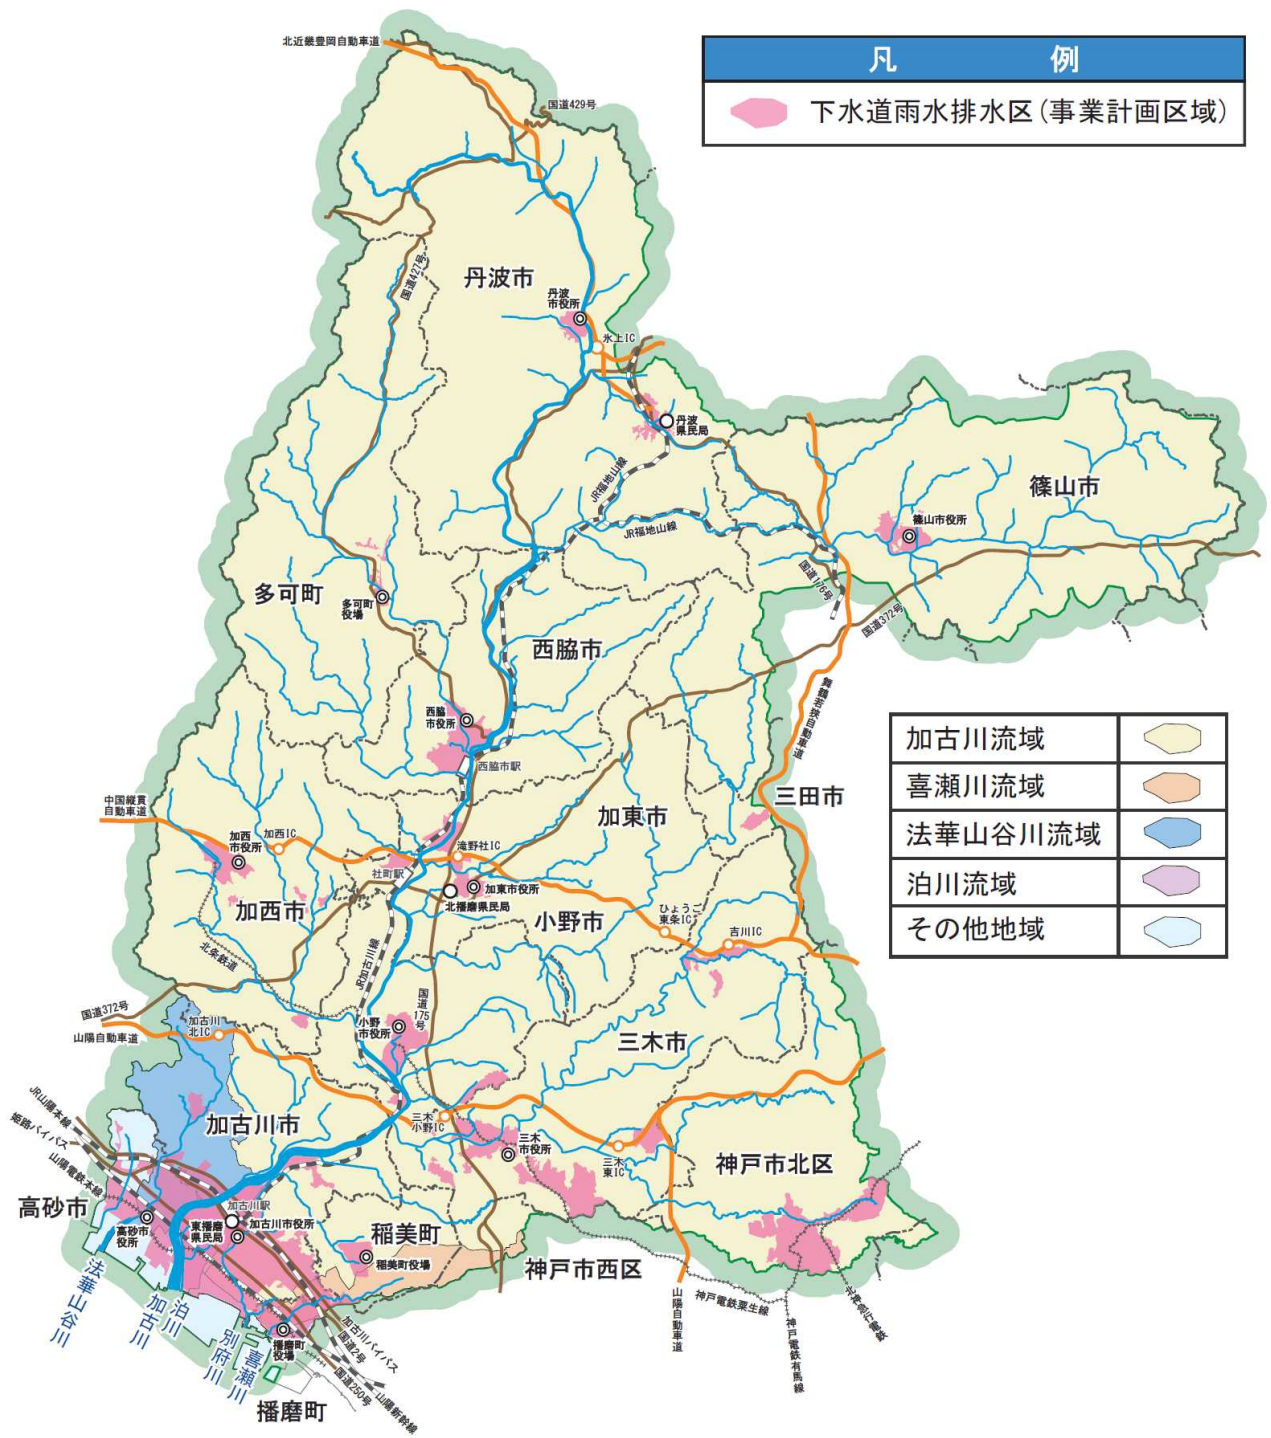 北近畿豊岡自動車道
凡 例
下水道雨水排水区(事業計画区域)
国道429号
国道427号
丹波市
丹波
市役所
氷上IC
丹波
県民局
JR福地山線
JR福地山線
篠山市
篠山市役所
国道176号
国道372号
多可町
多可町
役場
西脇市
西脇
市役所
西脇市駅
舞鶴若狭自動車道
加古川流域
喜瀬川流域
法華山谷川流域
泊川流域
その他地域
三田市
中国縦貫
自動車道
加西
市役所
加西IC
加東市
滝野社IC
社町駅
加東市役所
北播磨県民局
加西市
小野市
ひょうご
東条IC
吉川IC
北条鉄道
JR加古川線
国道175号
国道372号
山陽自動車道
加古川
北IC
小野
市役所
三木市
JR山陽本線
姫路バイパス
山陽電鉄本線
加古川市
三木
小野IC
三木
市役所
三木
東IC
神戸市北区
高砂市
高砂市
役所
加古川駅
東播磨
県民局
加古川市役所
稲美町
稲美町役場
神戸市西区
法華山谷川
加古川
泊川
別府川
喜瀬川
播磨町
役場
播磨町
加古川バイパス
国道2号
国道250号
山陽新幹線
山陽自動車道
神戸電鉄粟生線
神戸電鉄有馬線
北神急行電鉄